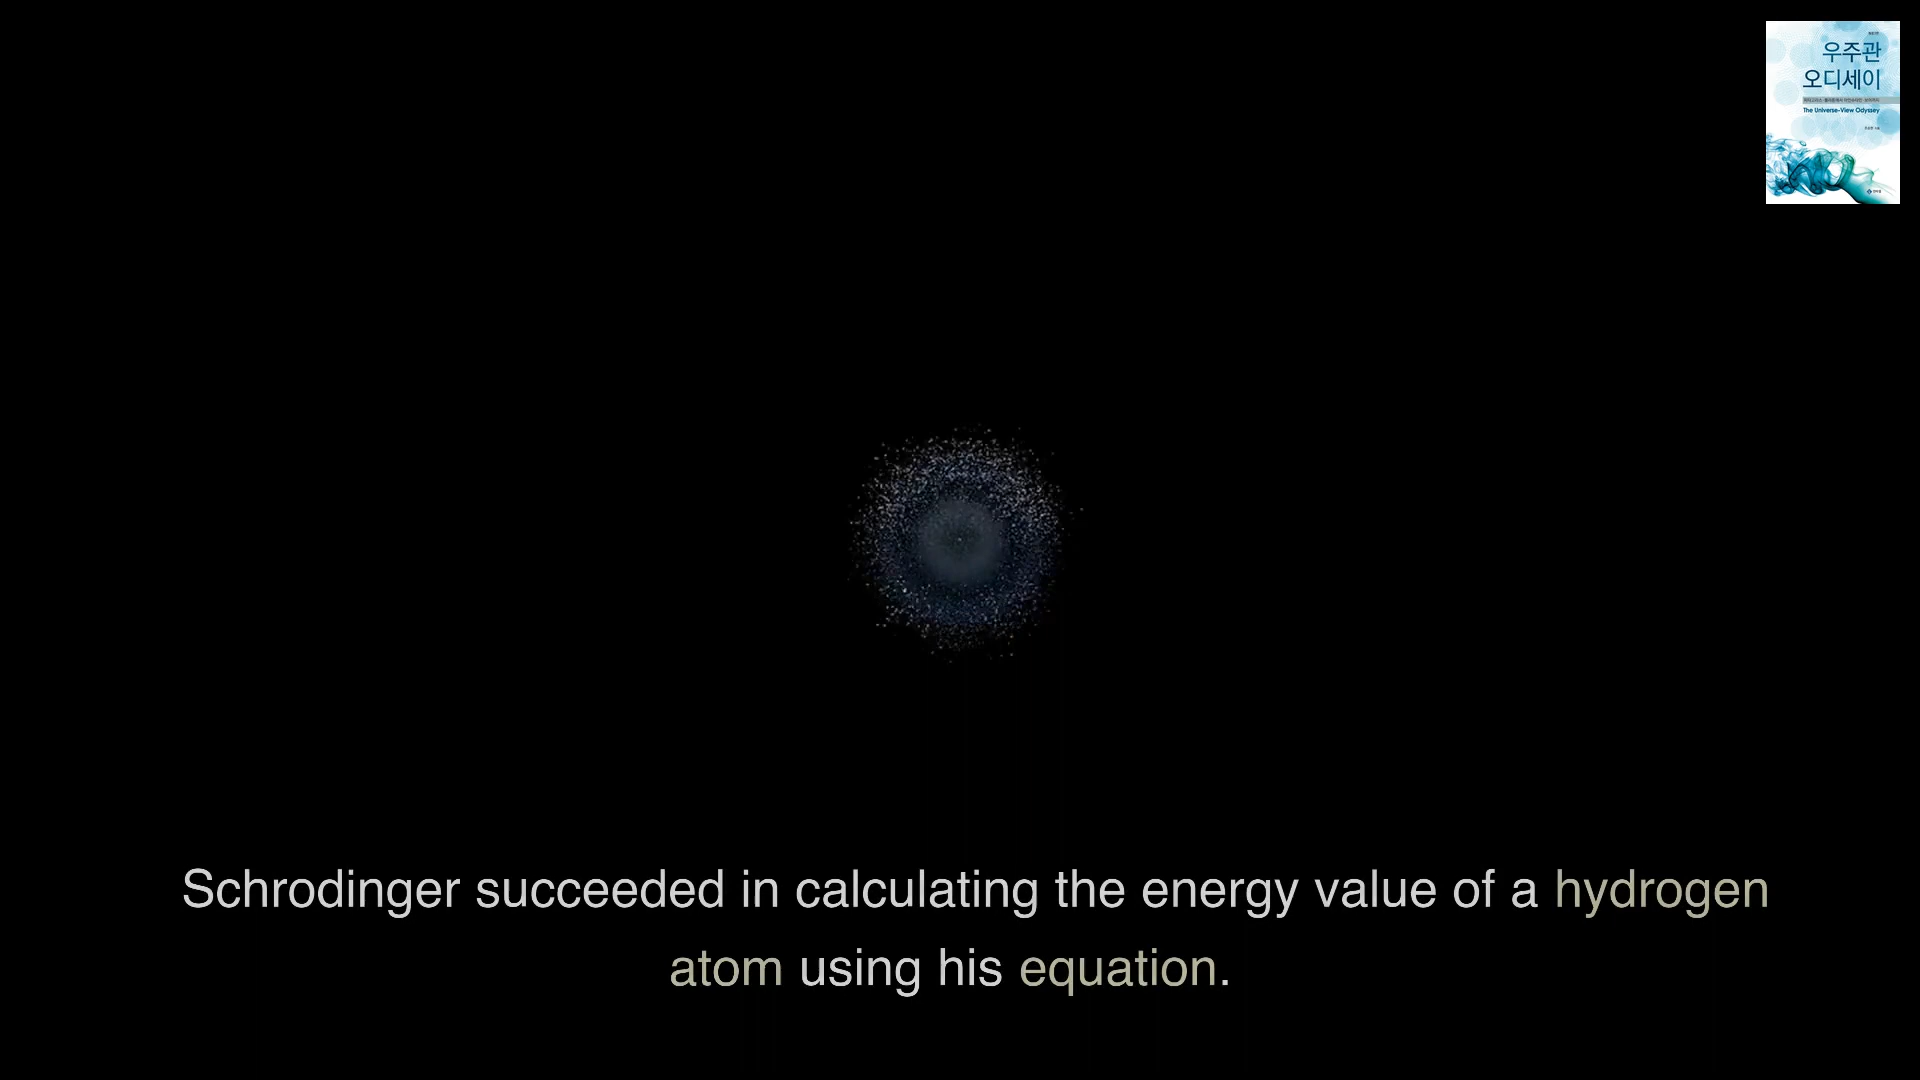 우주관
오디세이
The Universe-View Odyssey
Schrodinger succeeded in calculating the energy value of a hydrogen
atom using his equation.